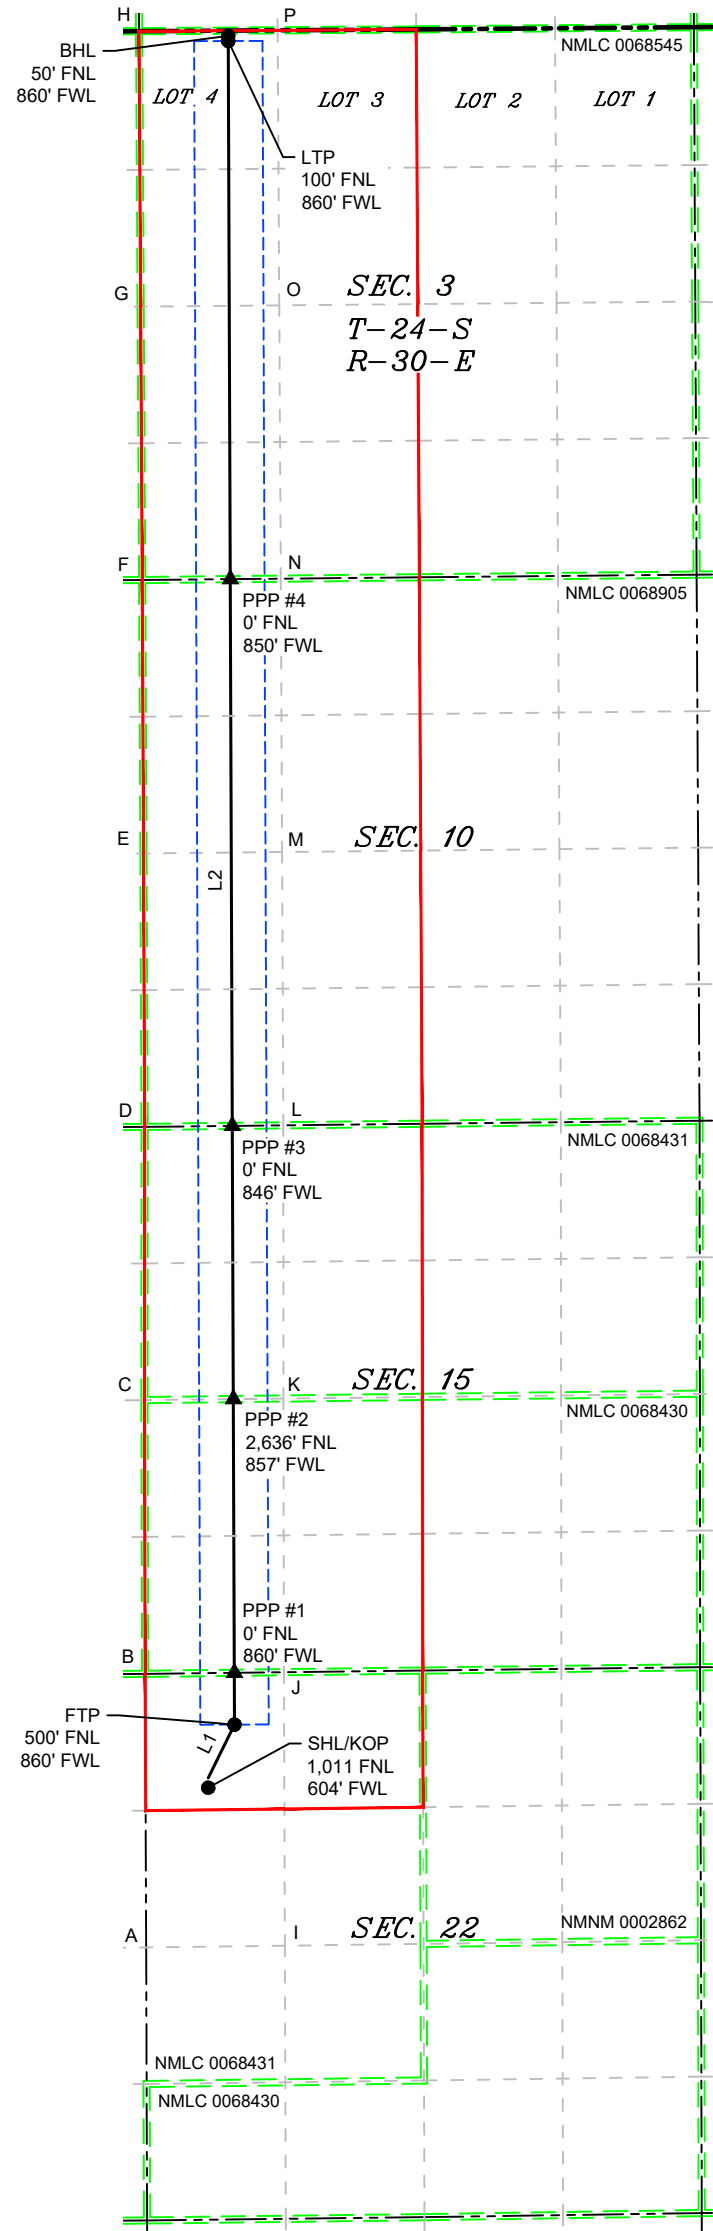 H
P
BHL
50' FNL
860' FWL
NMLC 0068545
LOT 4
LOT 3
LOT 2
LOT 1
LTP
100' FNL
860' FWL
G
O
SEC. 3
T-24-S
R-30-E
F
N
PPP #4
0' FNL
850' FWL
NMLC 0068905
E
M
SEC. 10
L2
D
L
PPP #3
0' FNL
846' FWL
NMLC 0068431
C
K
SEC. 15
PPP #2
2,636' FNL
857' FWL
NMLC 0068430
PPP #1
0' FNL
860' FWL
B
J
FTP
500' FNL
860' FWL
L1
SHL/KOP
1,011 FNL
604' FWL
A
I
SEC. 22
NMNM 0002862
NMLC 0068431
NMLC 0068430